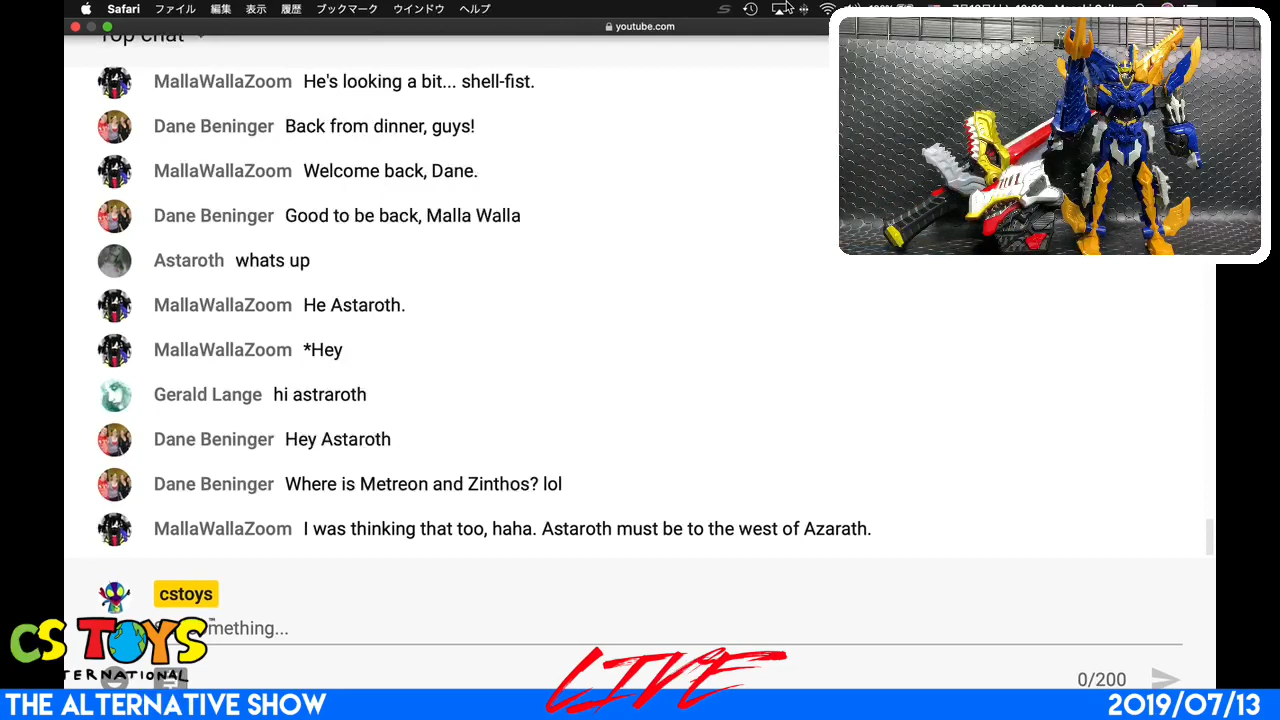 Safari ファイル 編集 表示 履歴 ブックマーク ウインドウ ヘルプ
youtube.com
Top chat
MallaWallaZoom He's looking a bit... shell-fist.
Dane Beninger Back from dinner, guys!
MallaWallaZoom Welcome back, Dane.
Dane Beninger Good to be back, Malla Walla
Astaroth whats up
MallaWallaZoom He Astaroth.
MallaWallaZoom *Hey
Gerald Lange hi astraroth
Dane Beninger Hey Astaroth
Dane Beninger Where is Metreon and Zinthos? lol
MallaWallaZoom I was thinking that too, haha. Astaroth must be to the west of Azarath.
cstoys
mething...
0/200
CS TOYS
TERNATIONAL
LIVE
THE ALTERNATIVE SHOW
2019/07/13